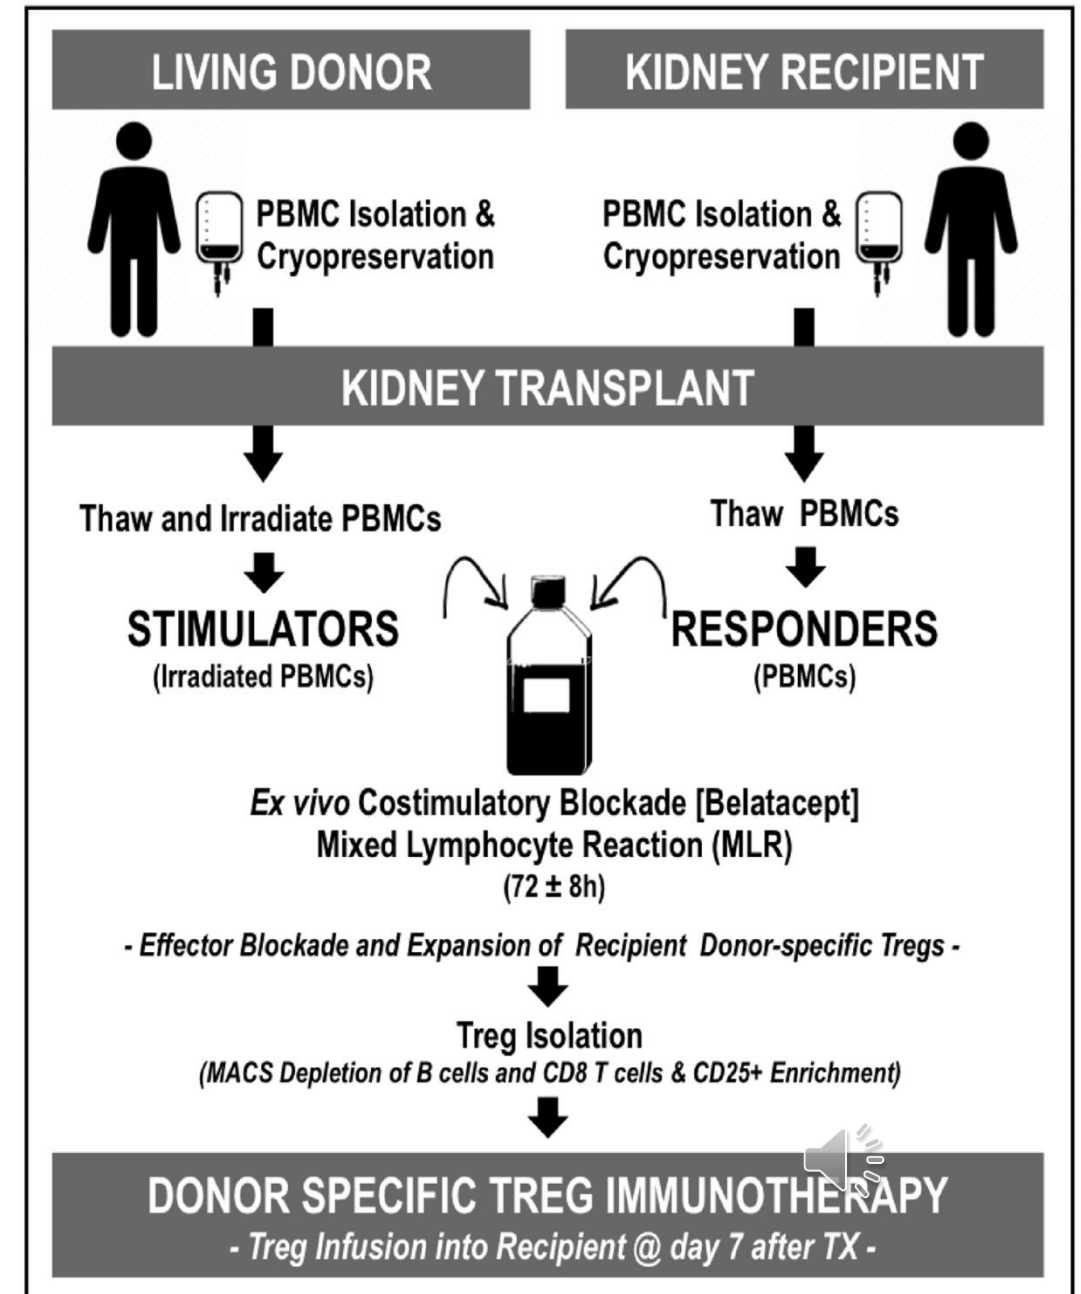 LIVING DONOR
KIDNEY RECIPIENT
PBMC Isolation &
Cryopreservation
PBMC Isolation &
Cryopreservation
KIDNEY TRANSPLANT
Thaw and Irradiate PBMCs
Thaw PBMCs
STIMULATORS
(Irradiated PBMCs)
RESPONDERS
(PBMCs)
Ex vivo Costimulatory Blockade [Belatacept]
Mixed Lymphocyte Reaction (MLR)
(72 ± 8h)
- Effector Blockade and Expansion of Recipient Donor-specific Tregs -
Treg Isolation
(MACS Depletion of B cells and CD8 T cells & CD25+ Enrichment)
DONOR SPECIFIC TREG IMMUNOTHERAPY
- Treg Infusion into Recipient @ day 7 after TX -